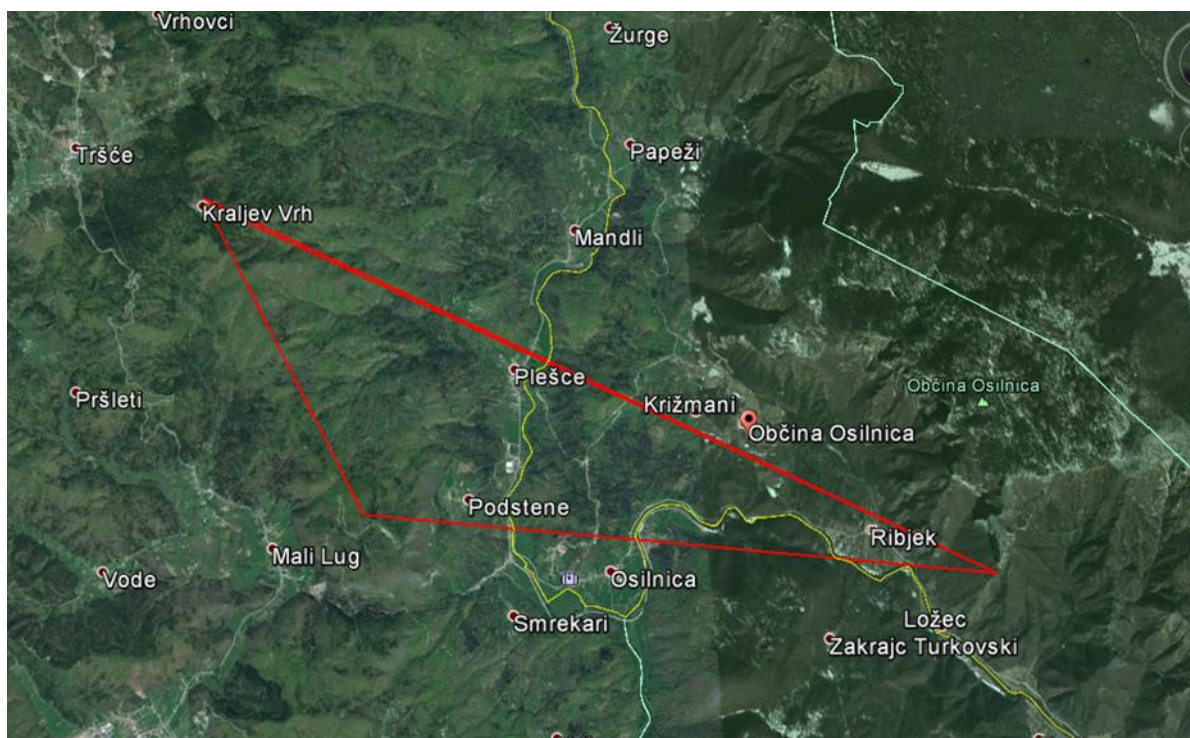 Vrhovci
Žurge
Tršće
Papeži
Kraljev Vrh
Mandli
Plešce
Pršleti
Občina Osilnica
Križmani
Občina Osilnica
Podstene
Ribjek
Mali Lug
Vode
Osilnica
Smrekari
Ložec
Zakrajc Turkovski